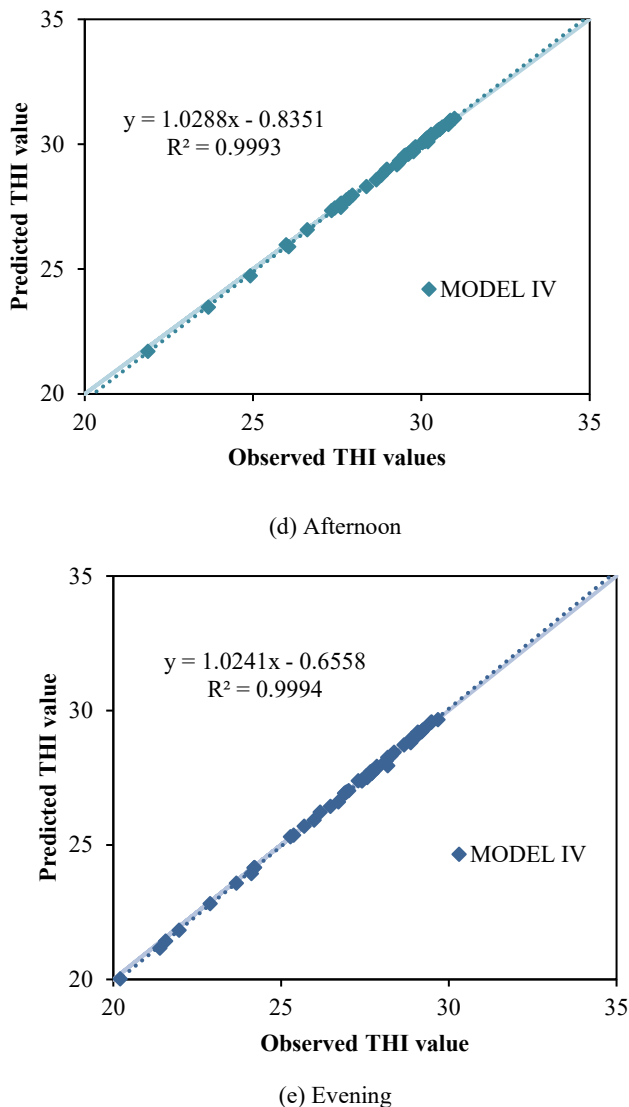 35
30
25
20
Predicted THI value
y = 1.0288x - 0.8351
R² = 0.9993
MODEL IV
20 25 30 35
Observed THI values
(d) Afternoon
35
30
25
20
Predicted THI value
y = 1.0241x - 0.6558
R² = 0.9994
MODEL IV
20 25 30 35
Observed THI value
(e) Evening